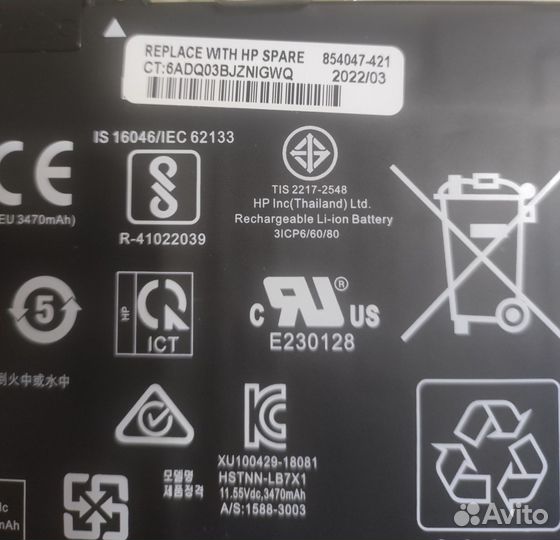 REPLACE WITH HP SPARE 854047-421
CT:6ADQ03BJZNIGWQ 2022/03
IS 16046/IEC 62133
R-41022039
TIS 2217-2548
HP Inc(Thailand) Ltd.
Rechargeable Li-ion Battery
3ICP6/60/80
CE
EU 3470mAh)
5
HP
ICT
c RU ® US
E230128
火中或水中
XU100429-18081
모델명 HSTNN-LB7X1
제품정격 11.55Vdc,3470mAh
A/S:1588-3003
mAh
Avito